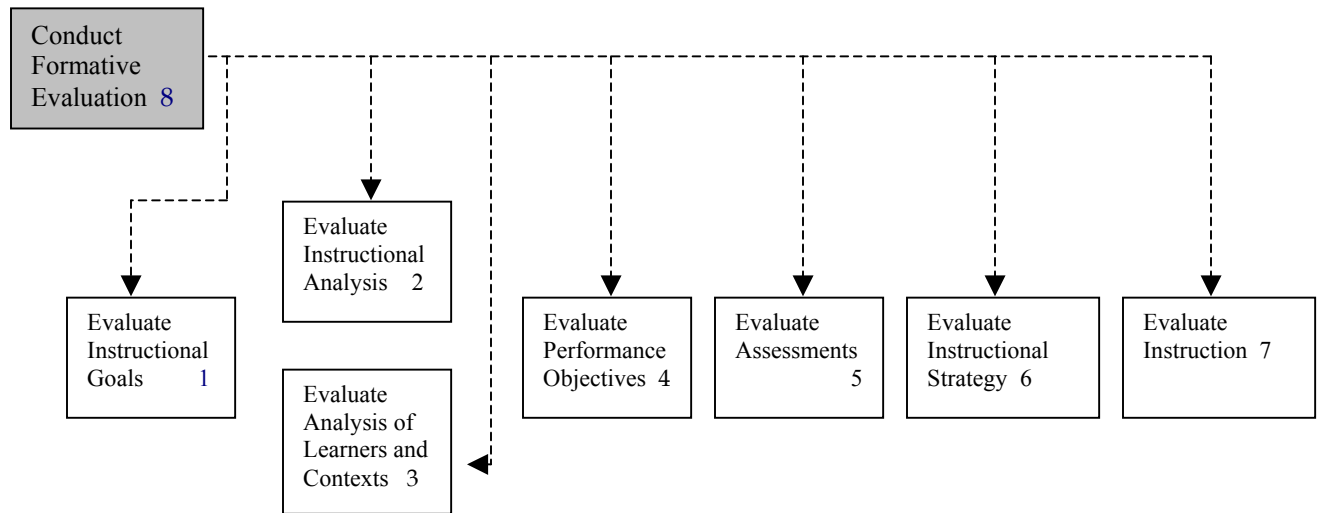 Conduct
Formative
Evaluation 8
Evaluate
Instructional
Goals 1
Evaluate
Instructional
Analysis 2
Evaluate
Analysis of
Learners and
Contexts 3
Evaluate
Performance
Objectives 4
Evaluate
Assessments
5
Evaluate
Instructional
Strategy 6
Evaluate
Instruction 7